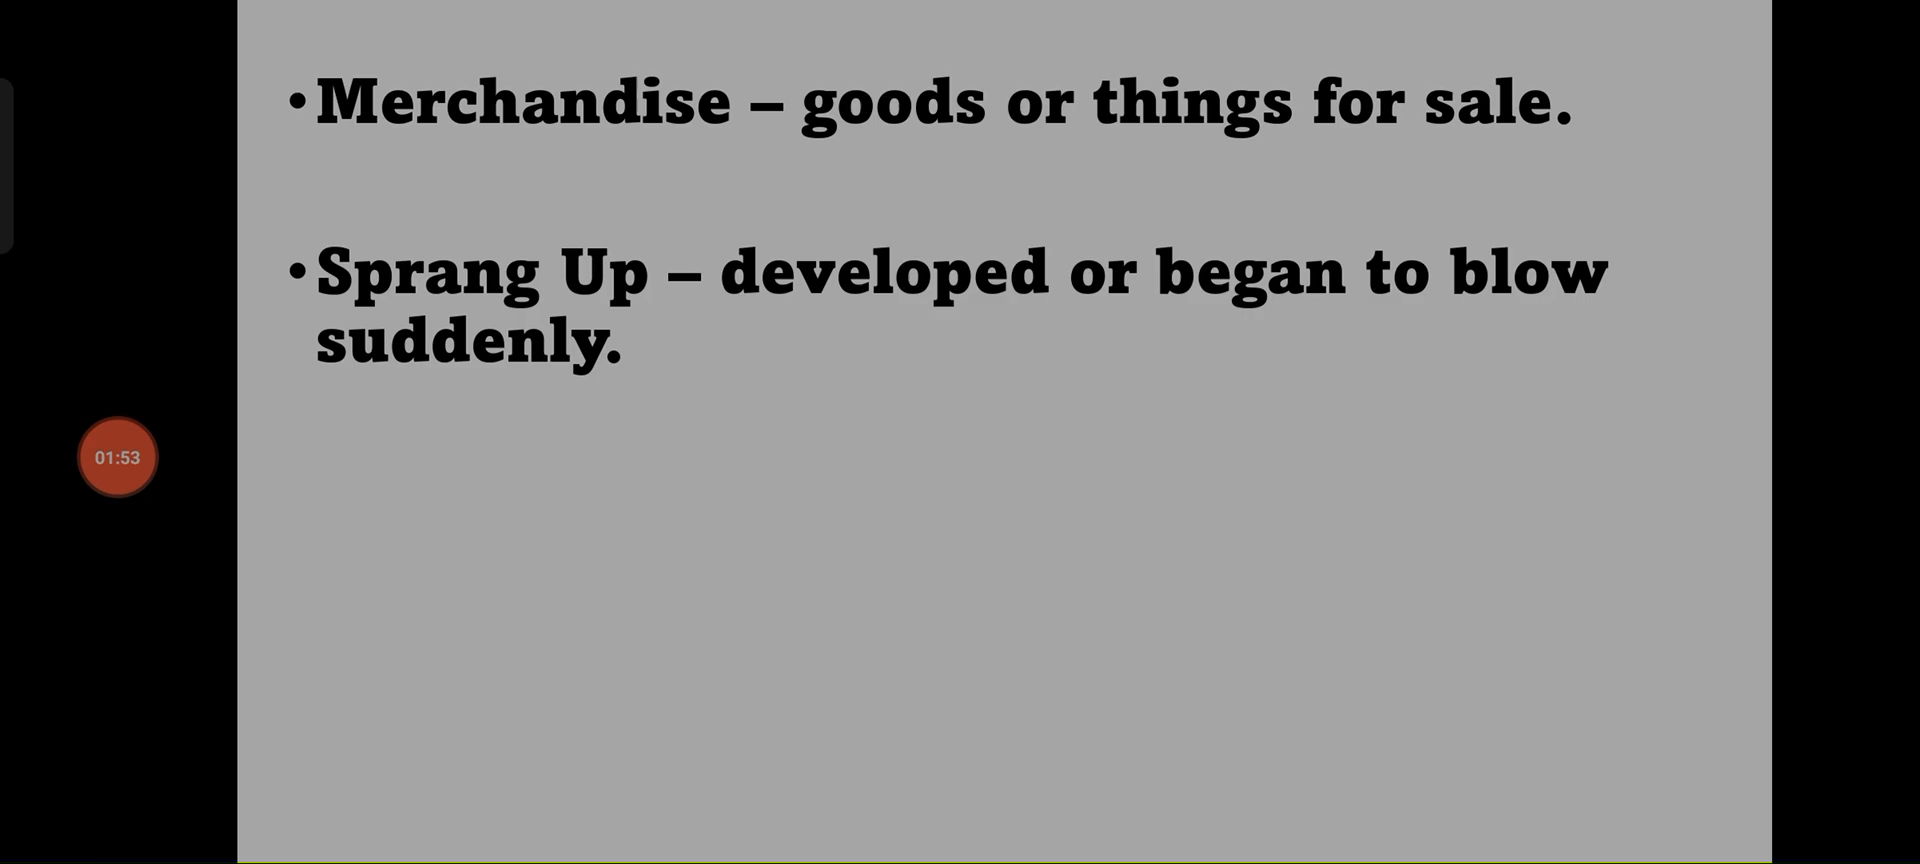 •Merchandise – goods or things for sale.
•Sprang Up – developed or began to blow
suddenly.
01:53